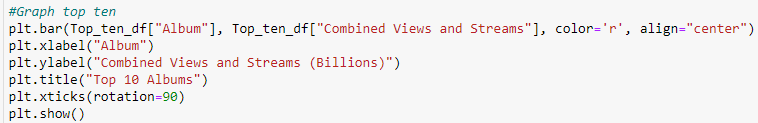 #Graph top ten
plt.bar(Top_ten_df["Album"], Top_ten_df["Combined Views and Streams"], color='r', align="center")
plt.xlabel("Album")
plt.ylabel("Combined Views and Streams (Billions)")
plt.title("Top 10 Albums")
plt.xticks(rotation=90)
plt.show()